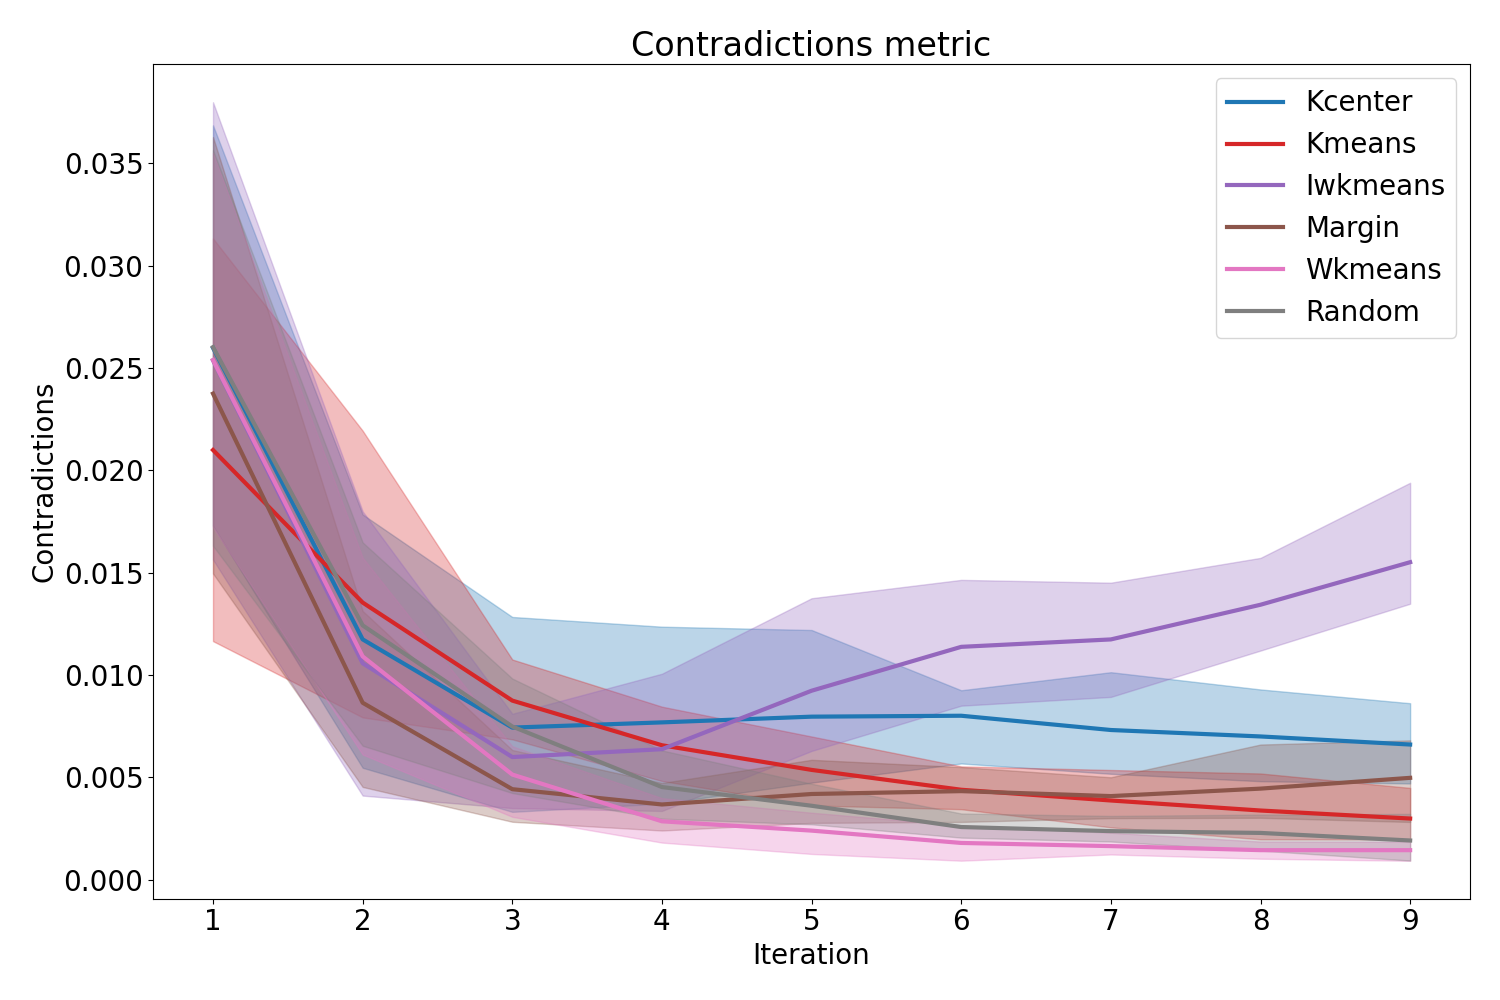 Contradictions metric
Kcenter
Kmeans
Iwkmeans
Margin
Wkmeans
Random
Contradictions
0.035
0.030
0.025
0.020
0.015
0.010
0.005
0.000
1 2 3 4 5 6 7 8 9
Iteration